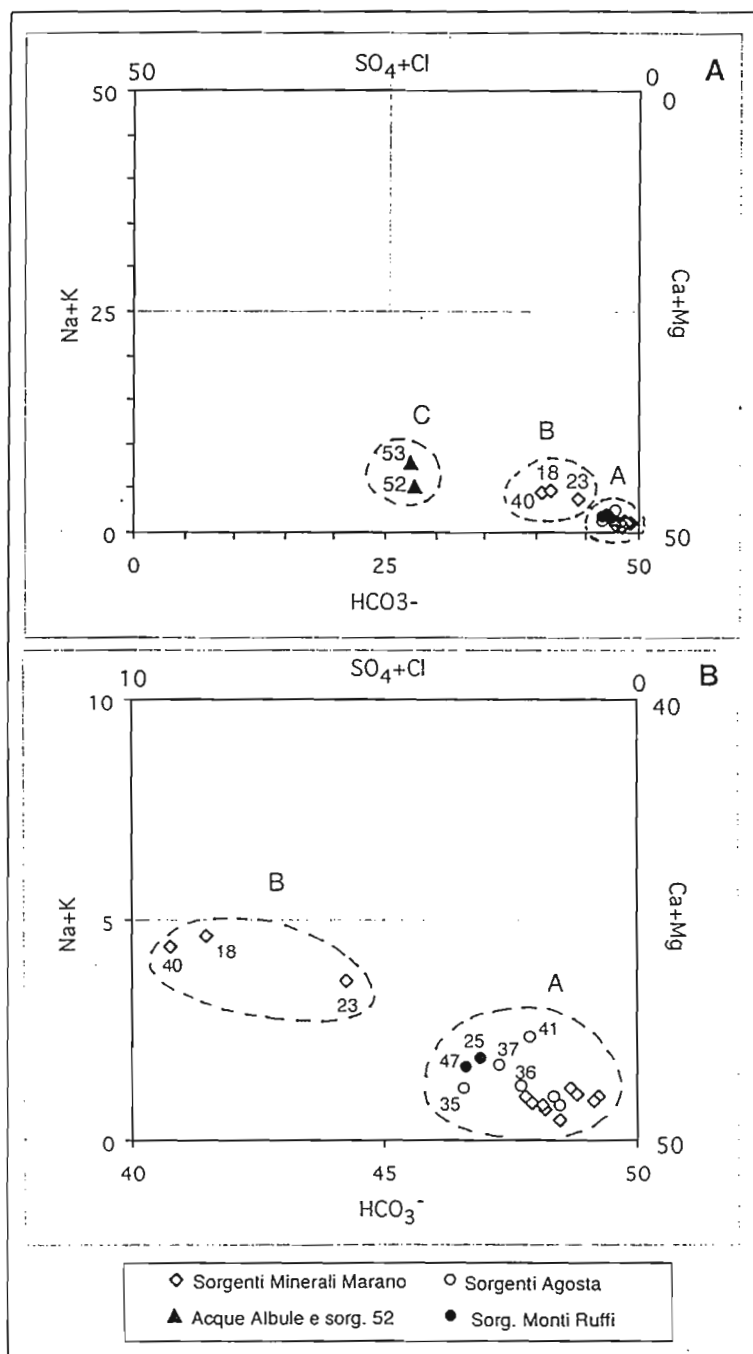 50 SO4+Cl 0 A
50 0
Na+K
25
Ca+Mg
C
B
A
53
52
18
23
40
0 50
0 25 50
HCO3-
10 SO4+Cl 0 B
10 40
Na+K
5
Ca+Mg
B
A
40
18
23
25
47
35
37
36
41
0 50
40 45 50
HCO3-
Sorgenti Minerali Marano Sorgenti Agosta
Acque Albule e sorg. 52 Sorg. Monti Ruffi